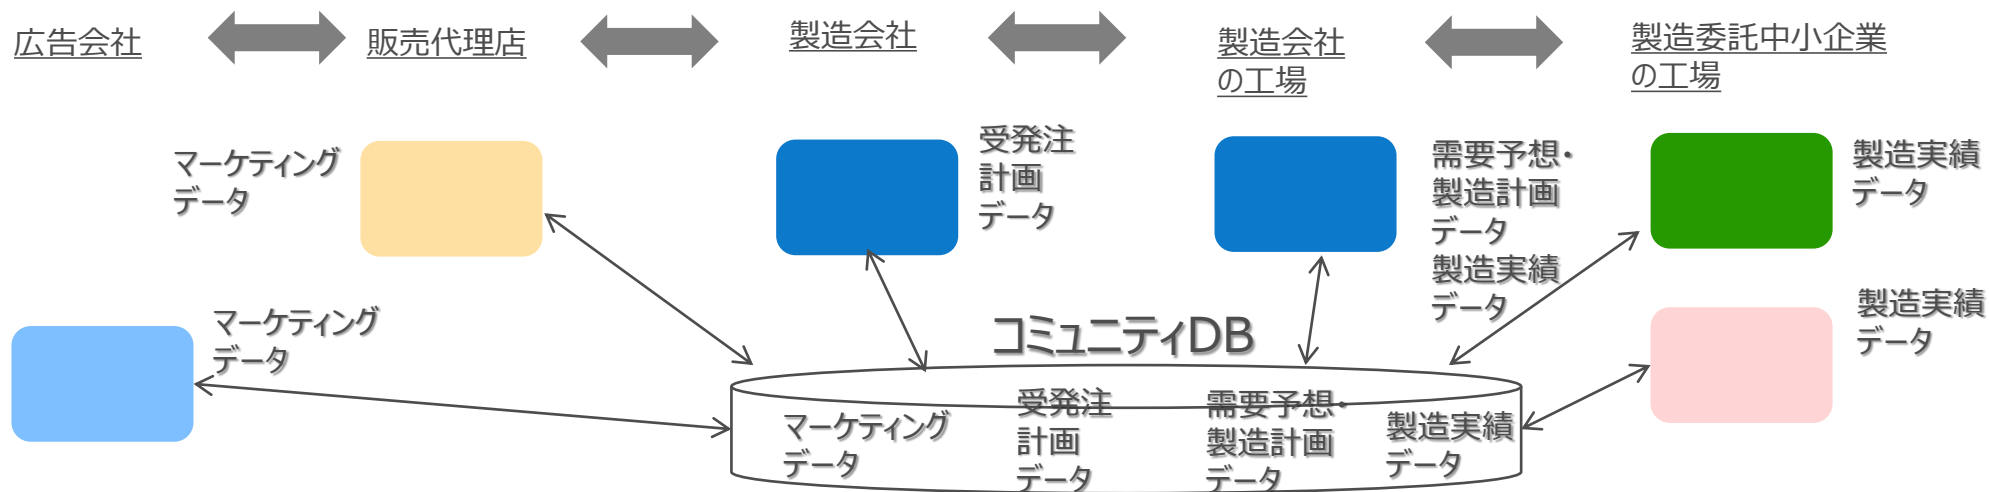 広告会社
販売代理店
製造会社
製造会社
の工場
製造委託中小企業
の工場
マーケティング
データ
受発注
計画
データ
需要予想・
製造計画
データ
製造実績
データ
製造実績
データ
マーケティング
データ
製造実績
データ
コミュニティDB
マーケティング
データ
受発注
計画
データ
需要予想・
製造計画
データ
製造実績
データ